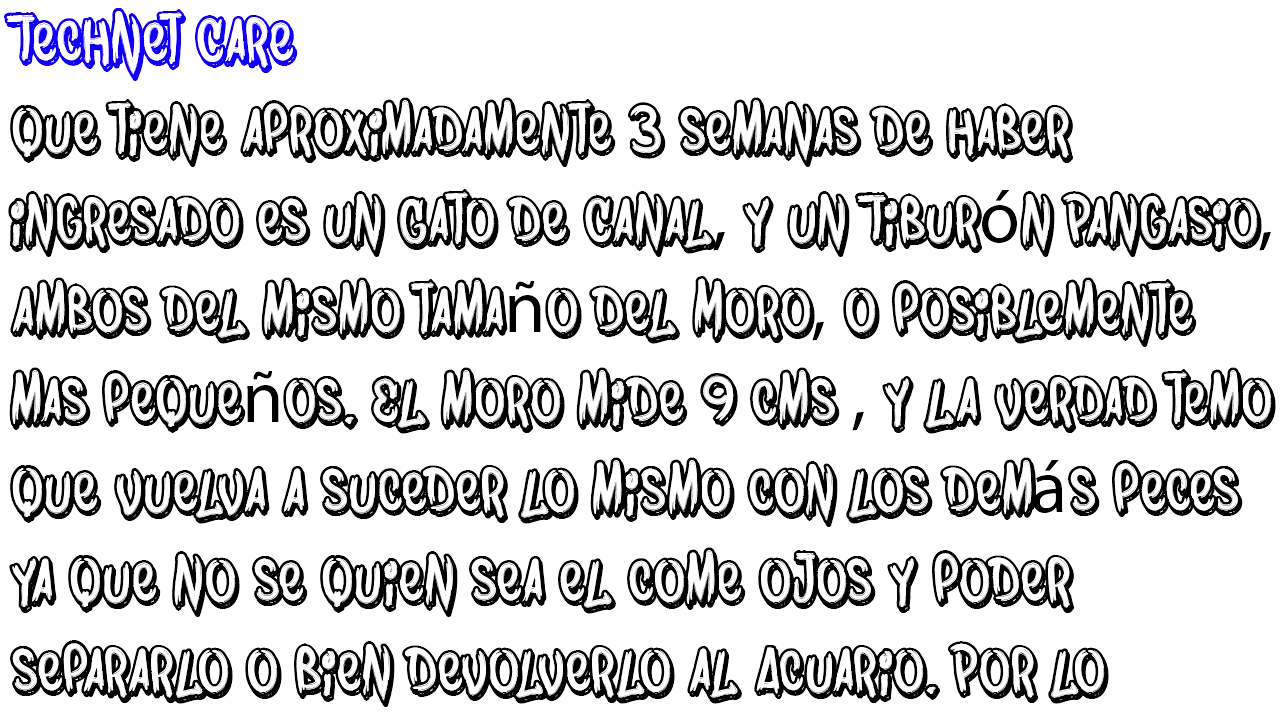 TECHNET CARE
QUE TIENE APROXIMADAMENTE 3 SEMANAS DE HABER
INGRESADO ES UN GATO DE CANAL, Y UN TIBURÓN PANGASIO,
AMBOS DEL MISMO TAMAÑO DEL MORO, O POSIBLEMENTE
MAS PEQUEÑOS. EL MORO MIDE 9 CMS , Y LA VERDAD TEMO
QUE VUELVA A SUCEDER LO MISMO CON LOS DEMÁS PECES
YA QUE NO SE QUIEN SEA EL COME OJOS Y PODER
SEPARARLO O BIEN DEVOLVERLO AL ACUARIO. POR LO